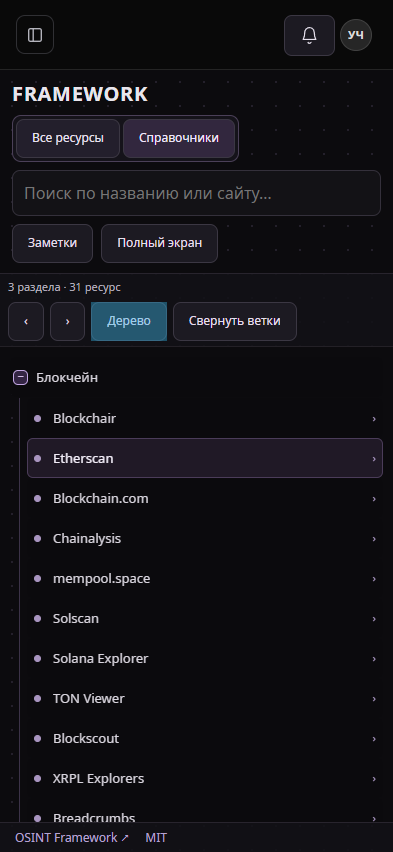 УЧ
FRAMEWORK
Все ресурсы Справочники
Поиск по названию или сайту...
Заметки Полный экран
3 раздела · 31 ресурс
‹ › Дерево Свернуть ветки
− Блокчейн
Blockchair ›
Etherscan ›
Blockchain.com ›
Chainalysis ›
mempool.space ›
Solscan ›
Solana Explorer ›
TON Viewer ›
Blockscout ›
XRPL Explorers ›
Breadcrumbs ›
OSINT Framework ↗ MIT